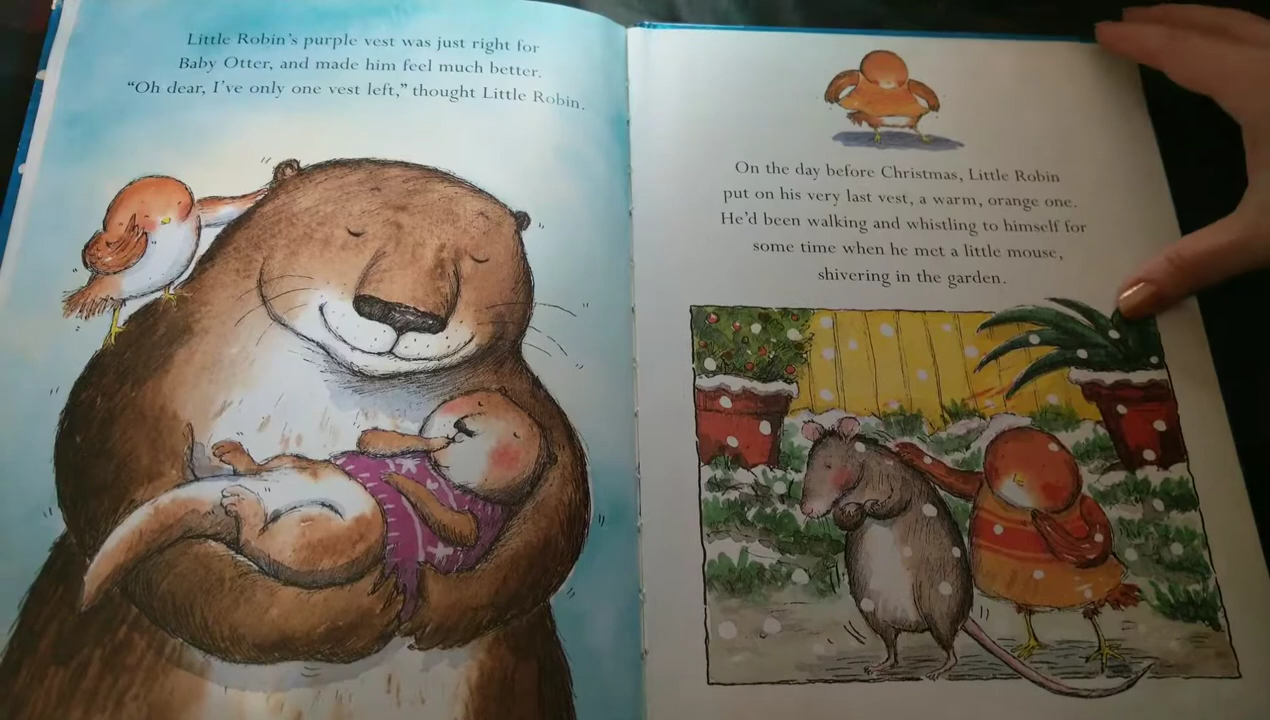 Little Robin's purple vest was just right for
Baby Otter, and made him feel much better.
“Oh dear, I've only one vest left,” thought Little Robin.
On the day before Christmas, Little Robin
put on his very last vest, a warm, orange one.
He'd been walking and whistling to himself for
some time when he met a little mouse,
shivering in the garden.